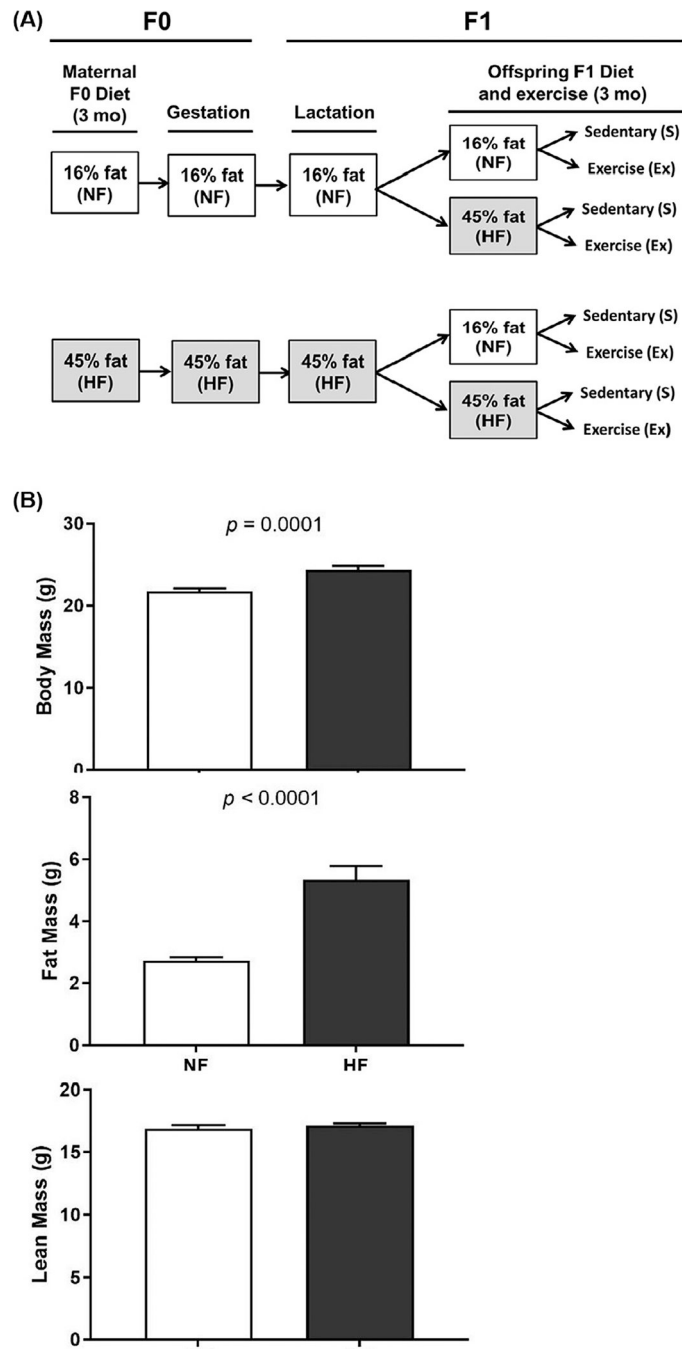 (A)
F0
F1
Maternal
F0 Diet
(3 mo)
Gestation
Lactation
Offspring F1 Diet
and exercise (3 mo)
16% fat
(NF)
16% fat
(NF)
16% fat
(NF)
16% fat
(NF)
Sedentary (S)
Exercise (Ex)
45% fat
(HF)
Sedentary (S)
Exercise (Ex)
45% fat
(HF)
45% fat
(HF)
45% fat
(HF)
16% fat
(NF)
Sedentary (S)
Exercise (Ex)
45% fat
(HF)
Sedentary (S)
Exercise (Ex)
(B)
Body Mass (g)
30
20
10
0
p = 0.0001
Fat Mass (g)
8
6
4
2
0
p < 0.0001
NF
HF
Lean Mass (g)
20
15
10
5
0